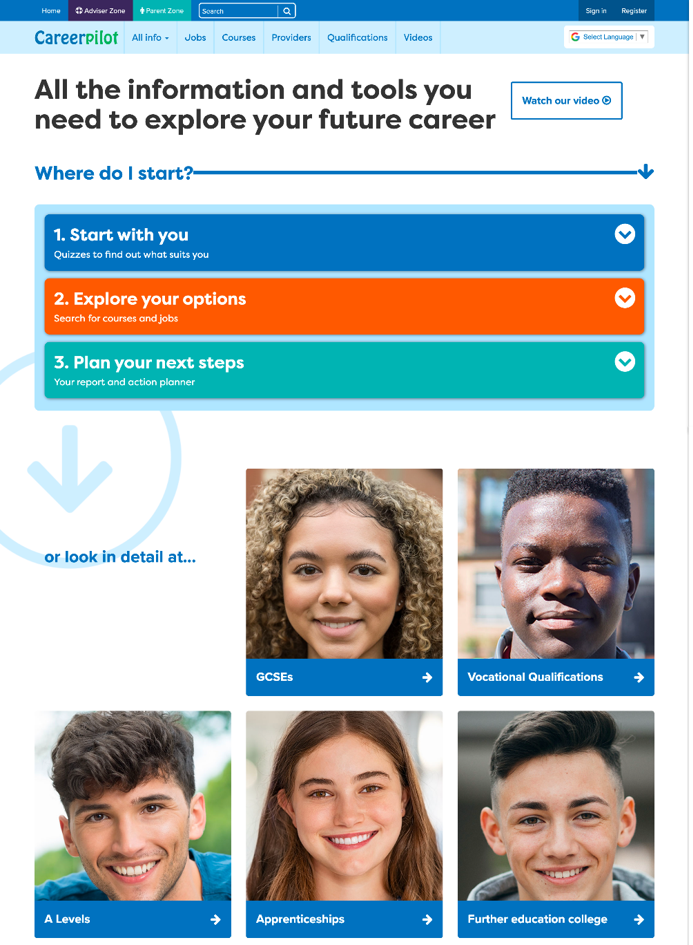 Home
Adviser Zone
Parent Zone
Search
Sign in
Register
Careerpilot
All info
Jobs
Courses
Providers
Qualifications
Videos
Select Language
All the information and tools you
need to explore your future career
Watch our video
Where do I start?
1. Start with you
Quizzes to find out what suits you
2. Explore your options
Search for courses and jobs
3. Plan your next steps
Your report and action planner
or look in detail at...
GCSEs
Vocational Qualifications
A Levels
Apprenticeships
Further education college